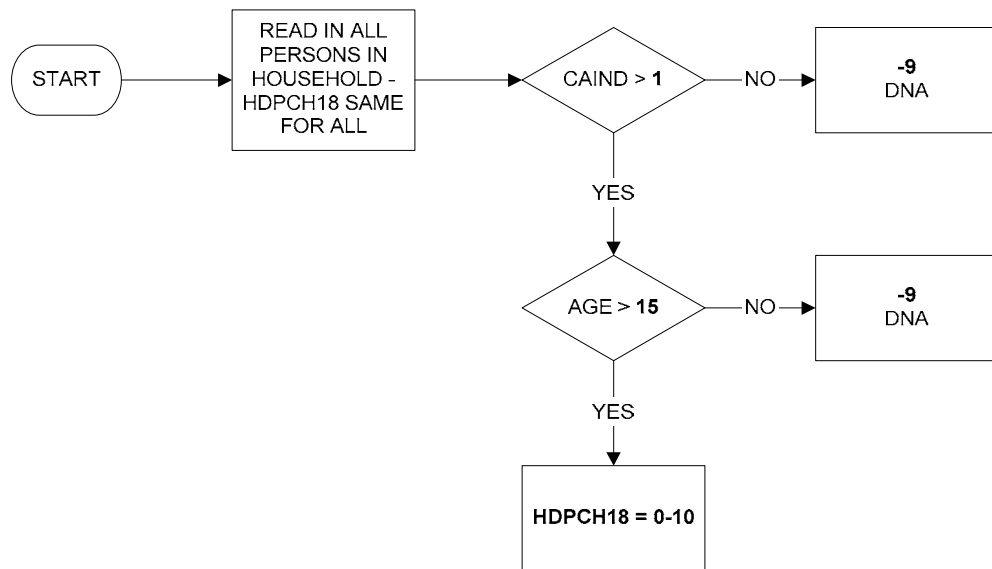 START
READ IN ALL
PERSONS IN
HOUSEHOLD -
HDPCH18 SAME
FOR ALL
CAIND > 1
NO
-9
DNA
YES
AGE > 15
NO
-9
DNA
YES
HDPCH18 = 0-10